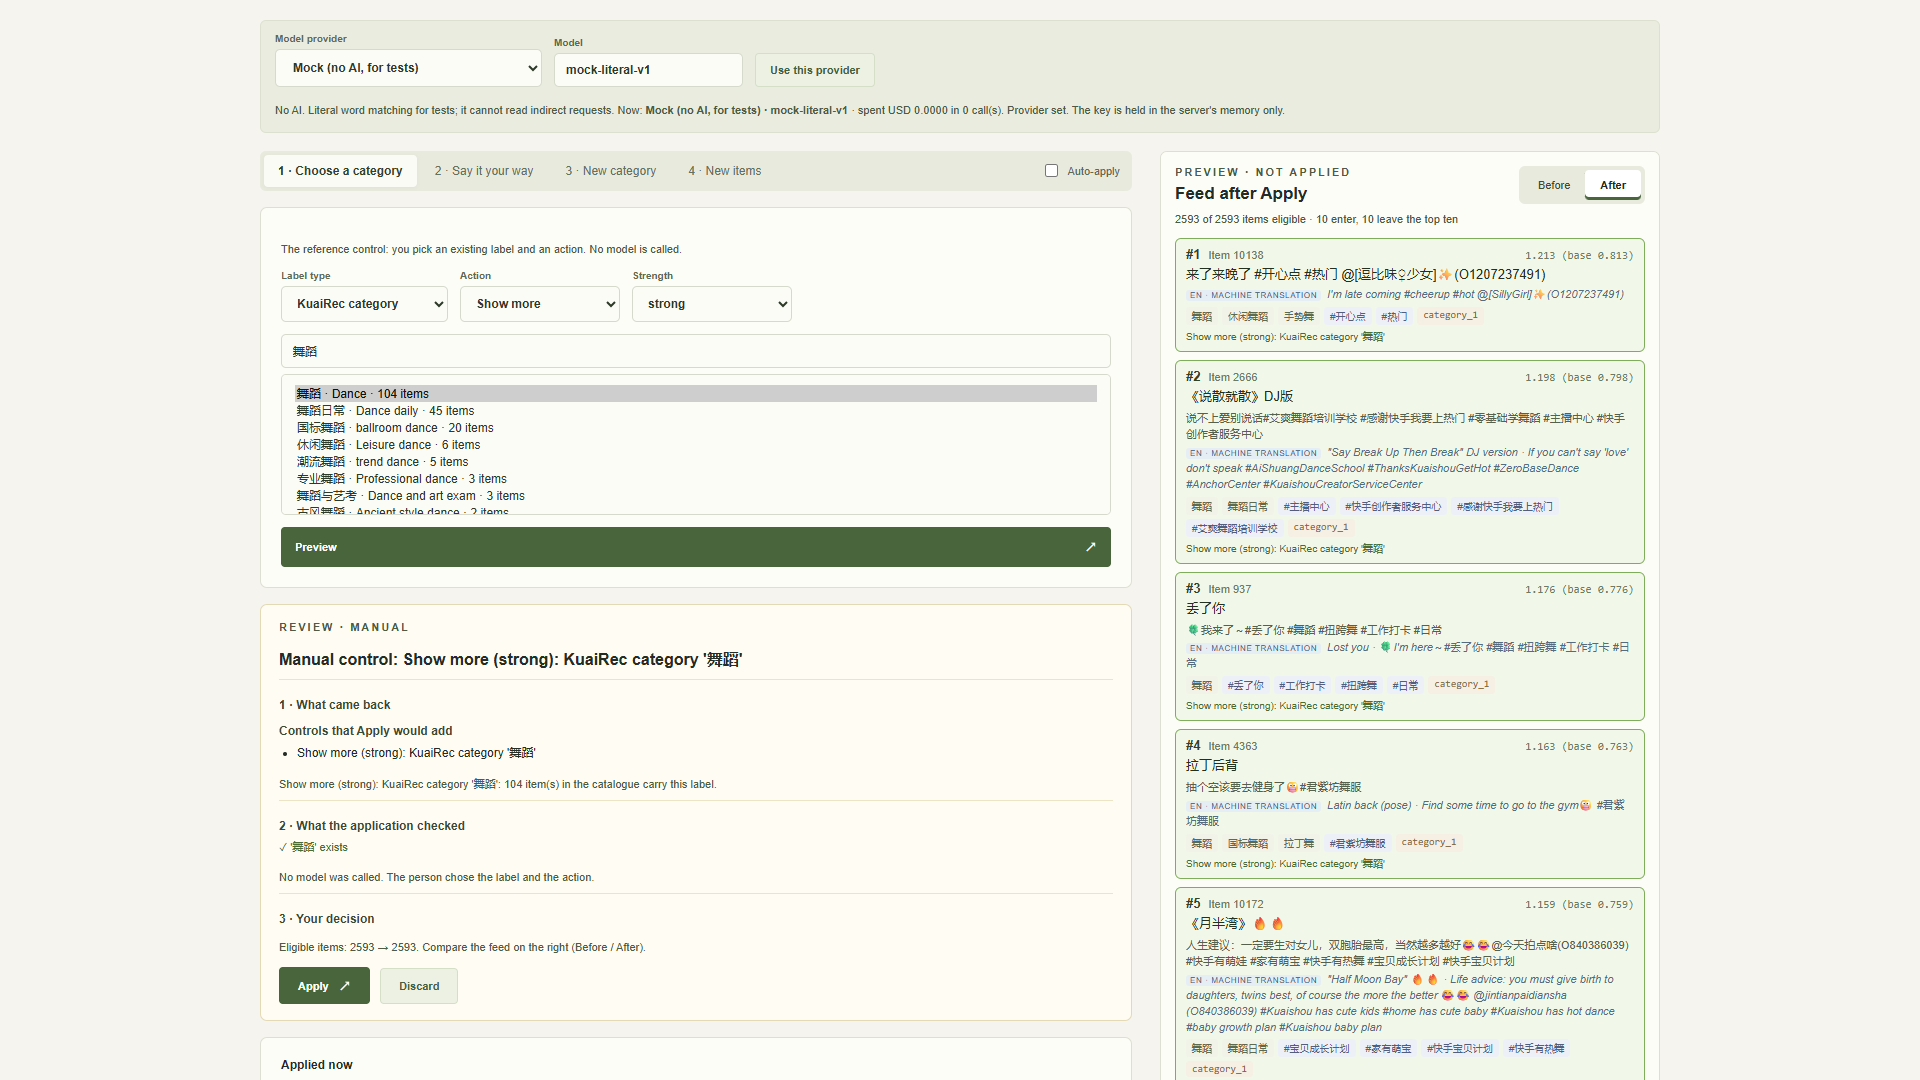 Model provider
Mock (no AI, for tests)
Model
mock-literal-v1
Use this provider
No AI. Literal word matching for tests; it cannot read indirect requests. Now: Mock (no AI, for tests) · mock-literal-v1 · spent USD 0.0000 in 0 call(s). Provider set. The key is held in the server's memory only.
1 · Choose a category
2 · Say it your way
3 · New category
4 · New items
Auto-apply
The reference control: you pick an existing label and an action. No model is called.
Label type
Action
Strength
KuaiRec category
Show more
strong
舞蹈
舞蹈 · Dance · 104 items
舞蹈日常 · Dance daily · 45 items
国标舞蹈 · ballroom dance · 20 items
休闲舞蹈 · Leisure dance · 6 items
潮流舞蹈 · trend dance · 5 items
专业舞蹈 · Professional dance · 3 items
舞蹈与艺考 · Dance and art exam · 3 items
古风舞蹈 · Ancient style dance · 2 items
Preview ↗
REVIEW · MANUAL
Manual control: Show more (strong): KuaiRec category '舞蹈'
1 · What came back
Controls that Apply would add
• Show more (strong): KuaiRec category '舞蹈'
Show more (strong): KuaiRec category '舞蹈': 104 item(s) in the catalogue carry this label.
2 · What the application checked
✓ '舞蹈' exists
No model was called. The person chose the label and the action.
3 · Your decision
Eligible items: 2593 → 2593. Compare the feed on the right (Before / After).
Apply ↗
Discard
Applied now
PREVIEW · NOT APPLIED
Feed after Apply
Before
After
2593 of 2593 items eligible · 10 enter, 10 leave the top ten
#1 Item 10138 1.213 (base 0.813)
来了来晚了 #开心点 #热门 @[逗比味♀少女]✨(O1207237491)
EN · MACHINE TRANSLATION I'm late coming #cheerup #hot @[SillyGirl]✨(O1207237491)
舞蹈 休闲舞蹈 手势舞 #开心点 #热门 category_1
Show more (strong): KuaiRec category '舞蹈'
#2 Item 2666 1.198 (base 0.798)
《说散就散》DJ版
说不上爱别说话#艾爽舞蹈培训学校 #感谢快手我要上热门 #零基础学舞蹈 #主播中心 #快手
创作者服务中心
EN · MACHINE TRANSLATION "Say Break Up Then Break" DJ version · If you can't say 'love'
don't speak #AiShuangDanceSchool #ThanksKuaishouGetHot #ZeroBaseDance
#AnchorCenter #KuaishouCreatorServiceCenter
舞蹈 舞蹈日常 #主播中心 #快手创作者服务中心 #感谢快手我要上热门
#艾爽舞蹈培训学校 category_1
Show more (strong): KuaiRec category '舞蹈'
#3 Item 937 1.176 (base 0.776)
丢了你
🍀我来了~#丢了你 #舞蹈 #扭跨舞 #工作打卡 #日常
EN · MACHINE TRANSLATION Lost you · 🍀I'm here~#丢了你 #舞蹈 #扭跨舞 #工作打卡 #日
常
舞蹈 #丢了你 #工作打卡 #扭跨舞 #日常 category_1
Show more (strong): KuaiRec category '舞蹈'
#4 Item 4363 1.163 (base 0.763)
拉丁后背
抽个空该要去健身了#君紫坊舞服
EN · MACHINE TRANSLATION Latin back (pose) · Find some time to go to the gym #君紫
坊舞服
舞蹈 国标舞蹈 拉丁舞 #君紫坊舞服 category_1
Show more (strong): KuaiRec category '舞蹈'
#5 Item 10172 1.159 (base 0.759)
《月半湾》🔥🔥
人生建议：一定要生对女儿，双胞胎最高，当然越多越好😂😂@今天拍点啥(O840386039)
#快手有萌娃 #家有萌宝 #快手有热舞 #宝贝成长计划 #快手宝贝计划
EN · MACHINE TRANSLATION "Half Moon Bay" 🔥🔥 · Life advice: you must give birth to
daughters, twins best, of course the more the better 😂😂 @jintianpaidiansha
(O840386039) #Kuaishou has cute kids #home has cute baby #Kuaishou has hot dance
#baby growth plan #Kuaishou baby plan
舞蹈 舞蹈日常 #宝贝成长计划 #家有萌宝 #快手宝贝计划 #快手有热舞
category_1